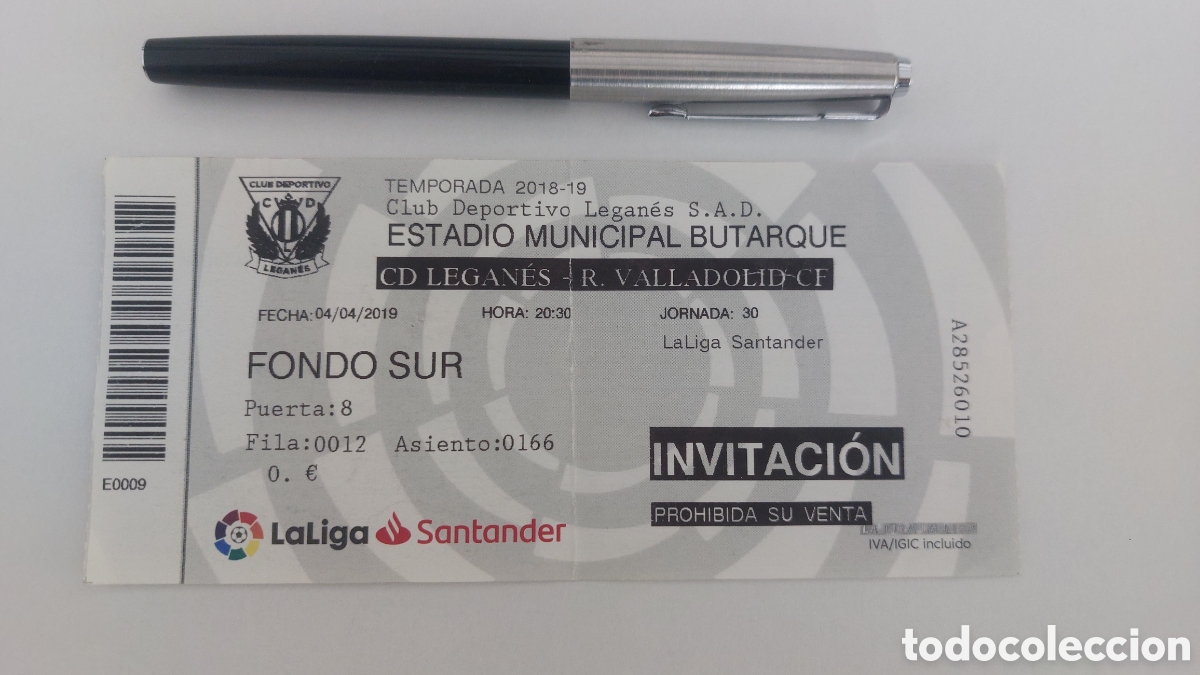 CLUB DEPORTIVO
LEGANÉS
TEMPORADA 2018-19
Club Deportivo Leganés S.A.D.
ESTADIO MUNICIPAL BUTARQUE
CD LEGANÉS - R. VALLADOLID CF
FECHA:04/04/2019 HORA: 20:30 JORNADA: 30
LaLiga Santander
FONDO SUR
Puerta:8
Fila:0012 Asiento:0166
0. €
INVITACIÓN
PROHIBIDA SU VENTA
IVA/IGIC incluido
LaLiga Santander
E0009
A28526010
todocoleccion